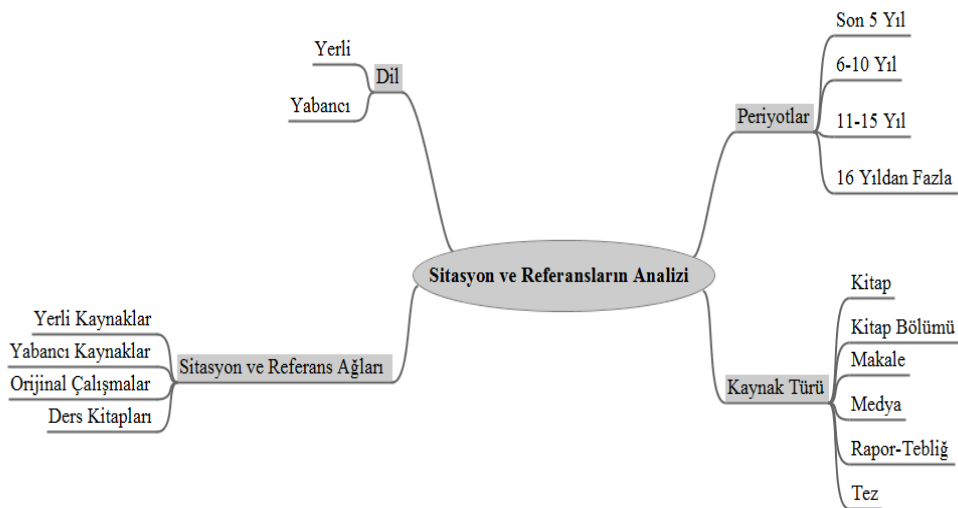 Sitasyon ve Referansların Analizi
Dil
Yerli
Yabancı
Sitasyon ve Referans Ağları
Yerli Kaynaklar
Yabancı Kaynaklar
Orijinal Çalışmalar
Ders Kitapları
Periyotlar
Son 5 Yıl
6-10 Yıl
11-15 Yıl
16 Yıldan Fazla
Kaynak Türü
Kitap
Kitap Bölümü
Makale
Medya
Rapor-Tebliğ
Tez